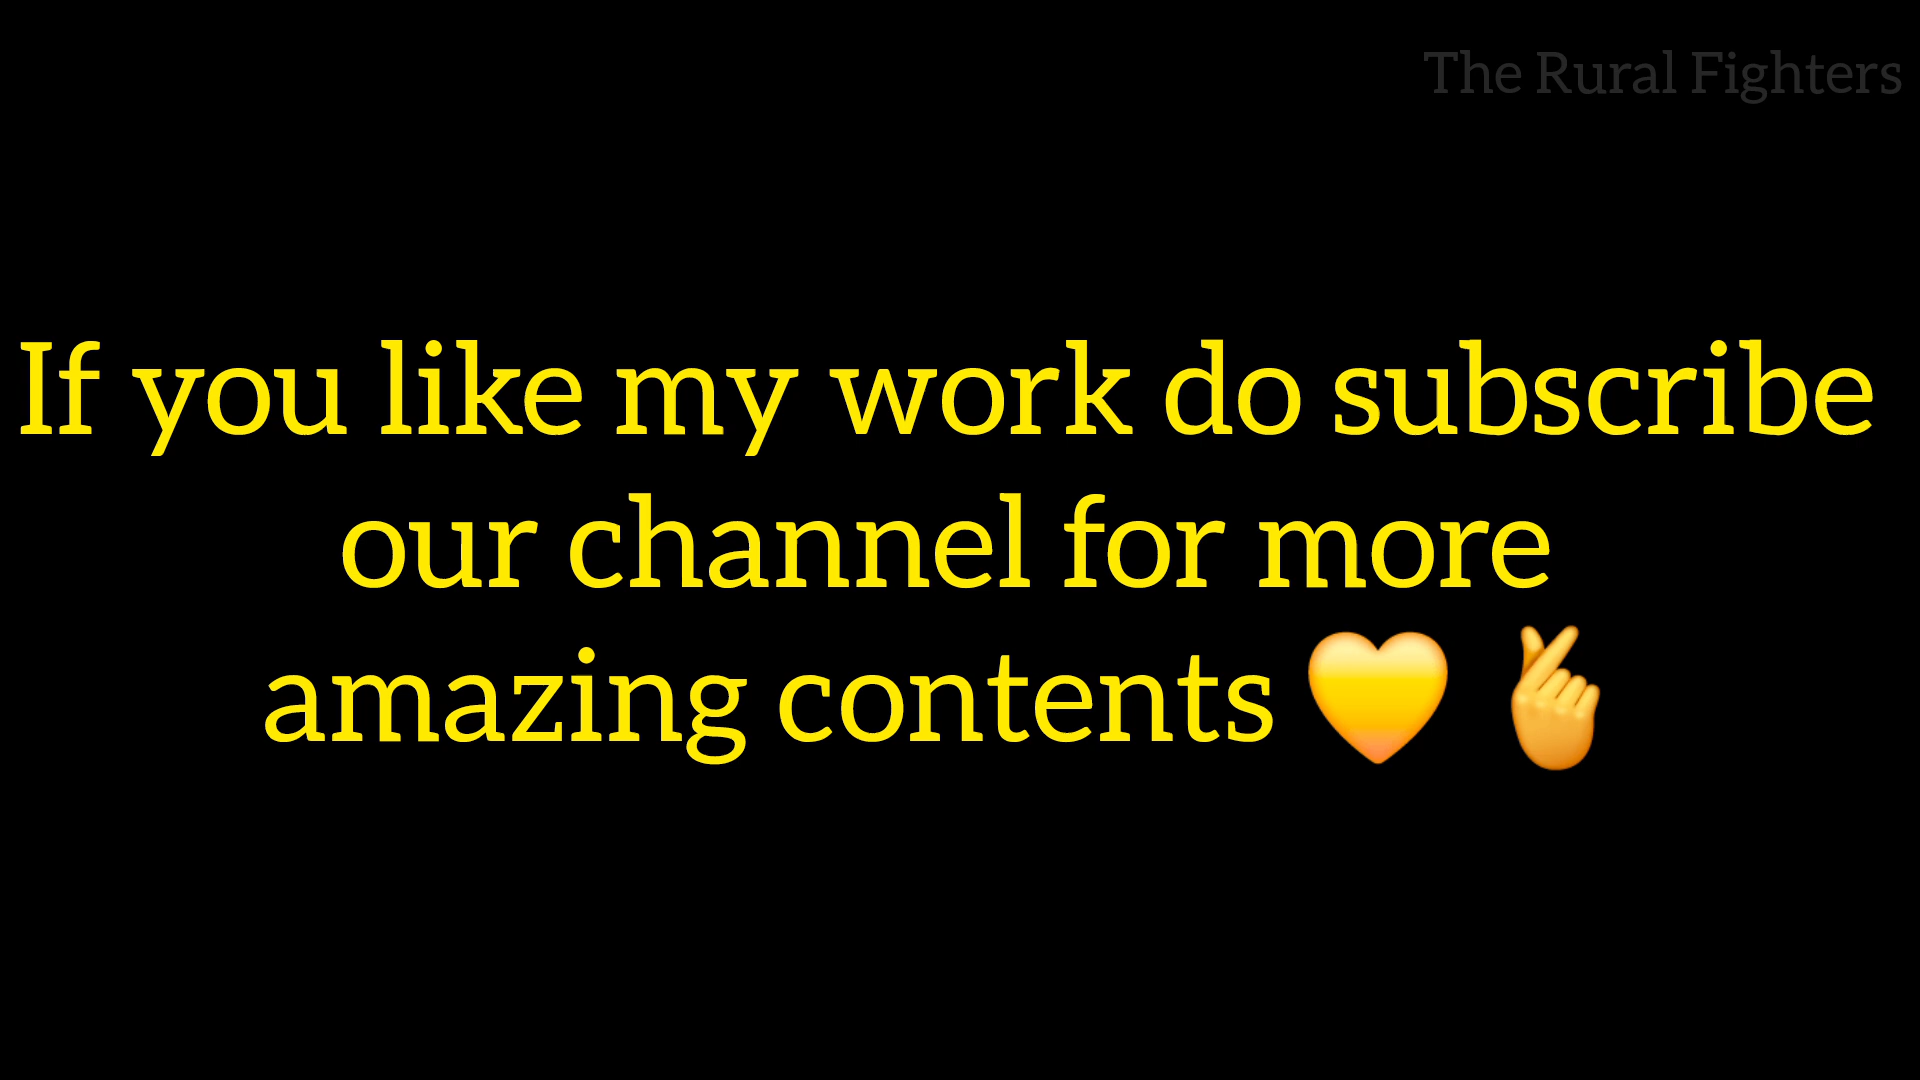 The Rural Fighters
If you like my work do subscribe
our channel for more
amazing contents 💛 🫰